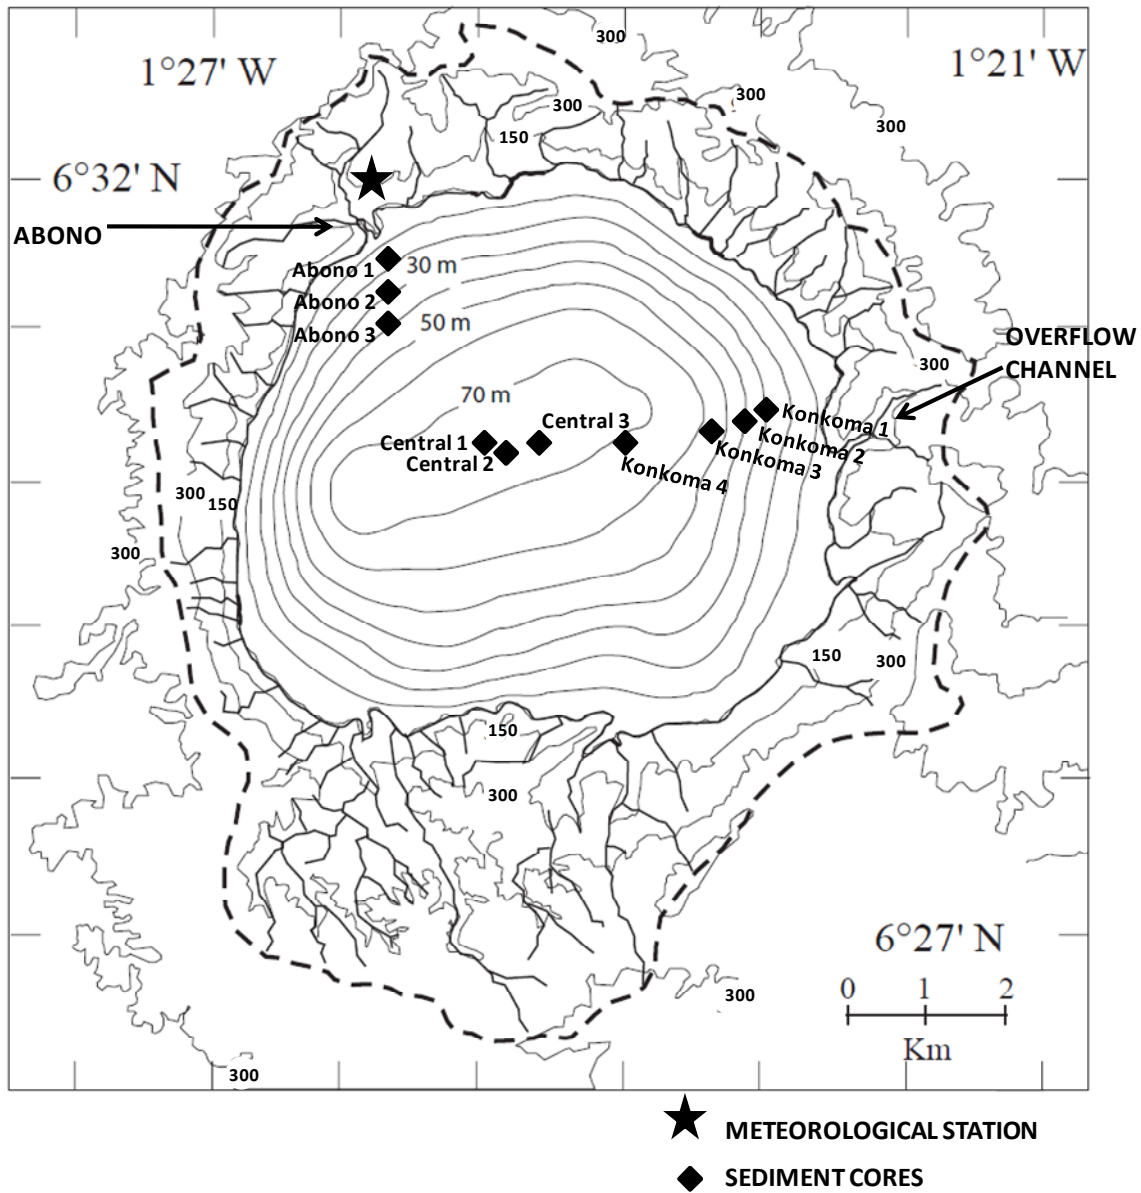 300
1°27' W
1°21' W
300
300
150
300
6°32' N
ABONO
Abono 1
30 m
Abono 2
50 m
Abono 3
OVERFLOW
CHANNEL
300
70 m
Konkoma 1
Central 3
Central 1
Konkoma 2
Central 2
Konkoma 3
Konkoma 4
300
150
300
150
300
150
300
6°27' N
300
0 1 2
Km
300
METEOROLOGICAL STATION
SEDIMENT CORES